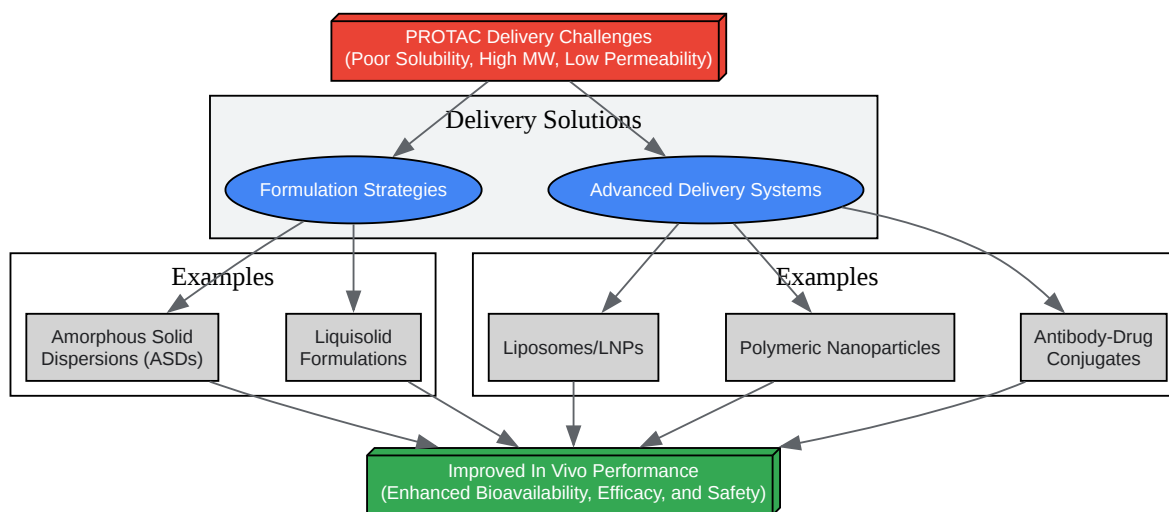 PROTAC Delivery Challenges
(Poor Solubility, High MW, Low Permeability)
Delivery Solutions
Formulation Strategies
Advanced Delivery Systems
Examples
Examples
Amorphous Solid
Dispersions (ASDs)
Liquisolid
Formulations
Liposomes/LNPs
Polymeric Nanoparticles
Antibody-Drug
Conjugates
Improved In Vivo Performance
(Enhanced Bioavailability, Efficacy, and Safety)